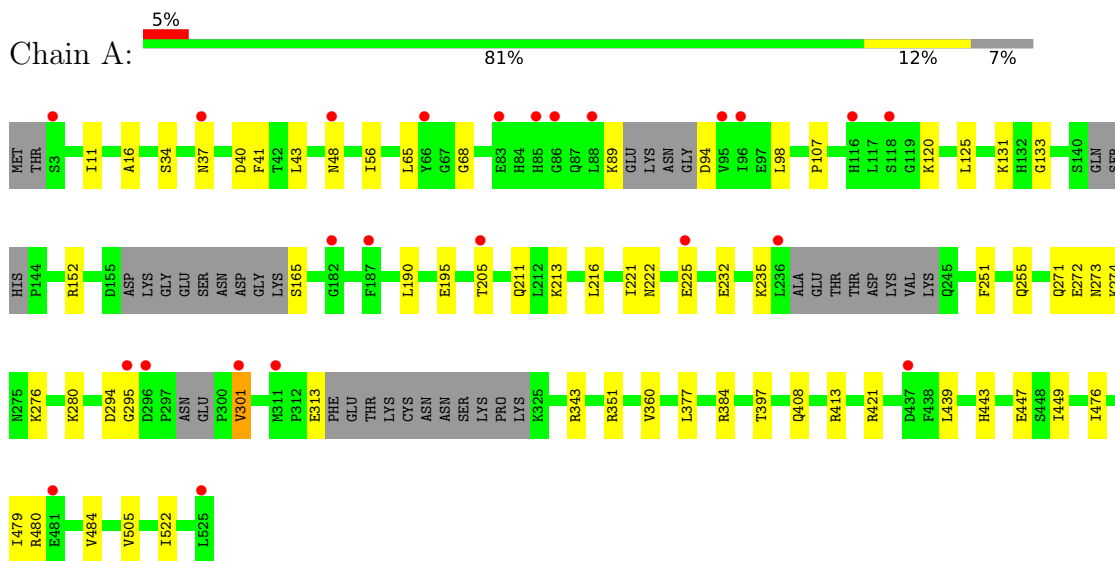 5%
Chain A:
81% 12% 7%
MET THR S3 I11 A16 S34 N37 D40 F41 T42 L43 N48 I56 L65 Y66 G67 G68 E83 H84 H85 G86 Q87 L88 K89 GLU LYS ASN GLY D94 V95 I96 E97 L98 P107 H116 L117 S118 G119 K120 L125 K131 H132 G133 S140 GLN SER
HIS P144 R152 D155 ASP LYS GLY GLU SER ASN ASP GLY LYS S165 G182 F187 L190 E195 T205 Q211 L212 K213 L216 I221 N222 E225 E232 K235 L236 ALA GLU THR THR ASP LYS VAL LYS Q245 F251 Q255 Q271 E272 N273 K274
N275 K276 K280 D294 G295 D296 P297 ASN GLU P300 V301 M311 P312 E313 PHE GLU THR LYS CYS ASN ASN SER LYS PRO LYS K325 R343 R351 V360 L377 R384 T397 Q408 R413 R421 D437 F438 L439 H443 E447 S448 I449 I476
I479 R480 E481 V484 V505 I522 L525